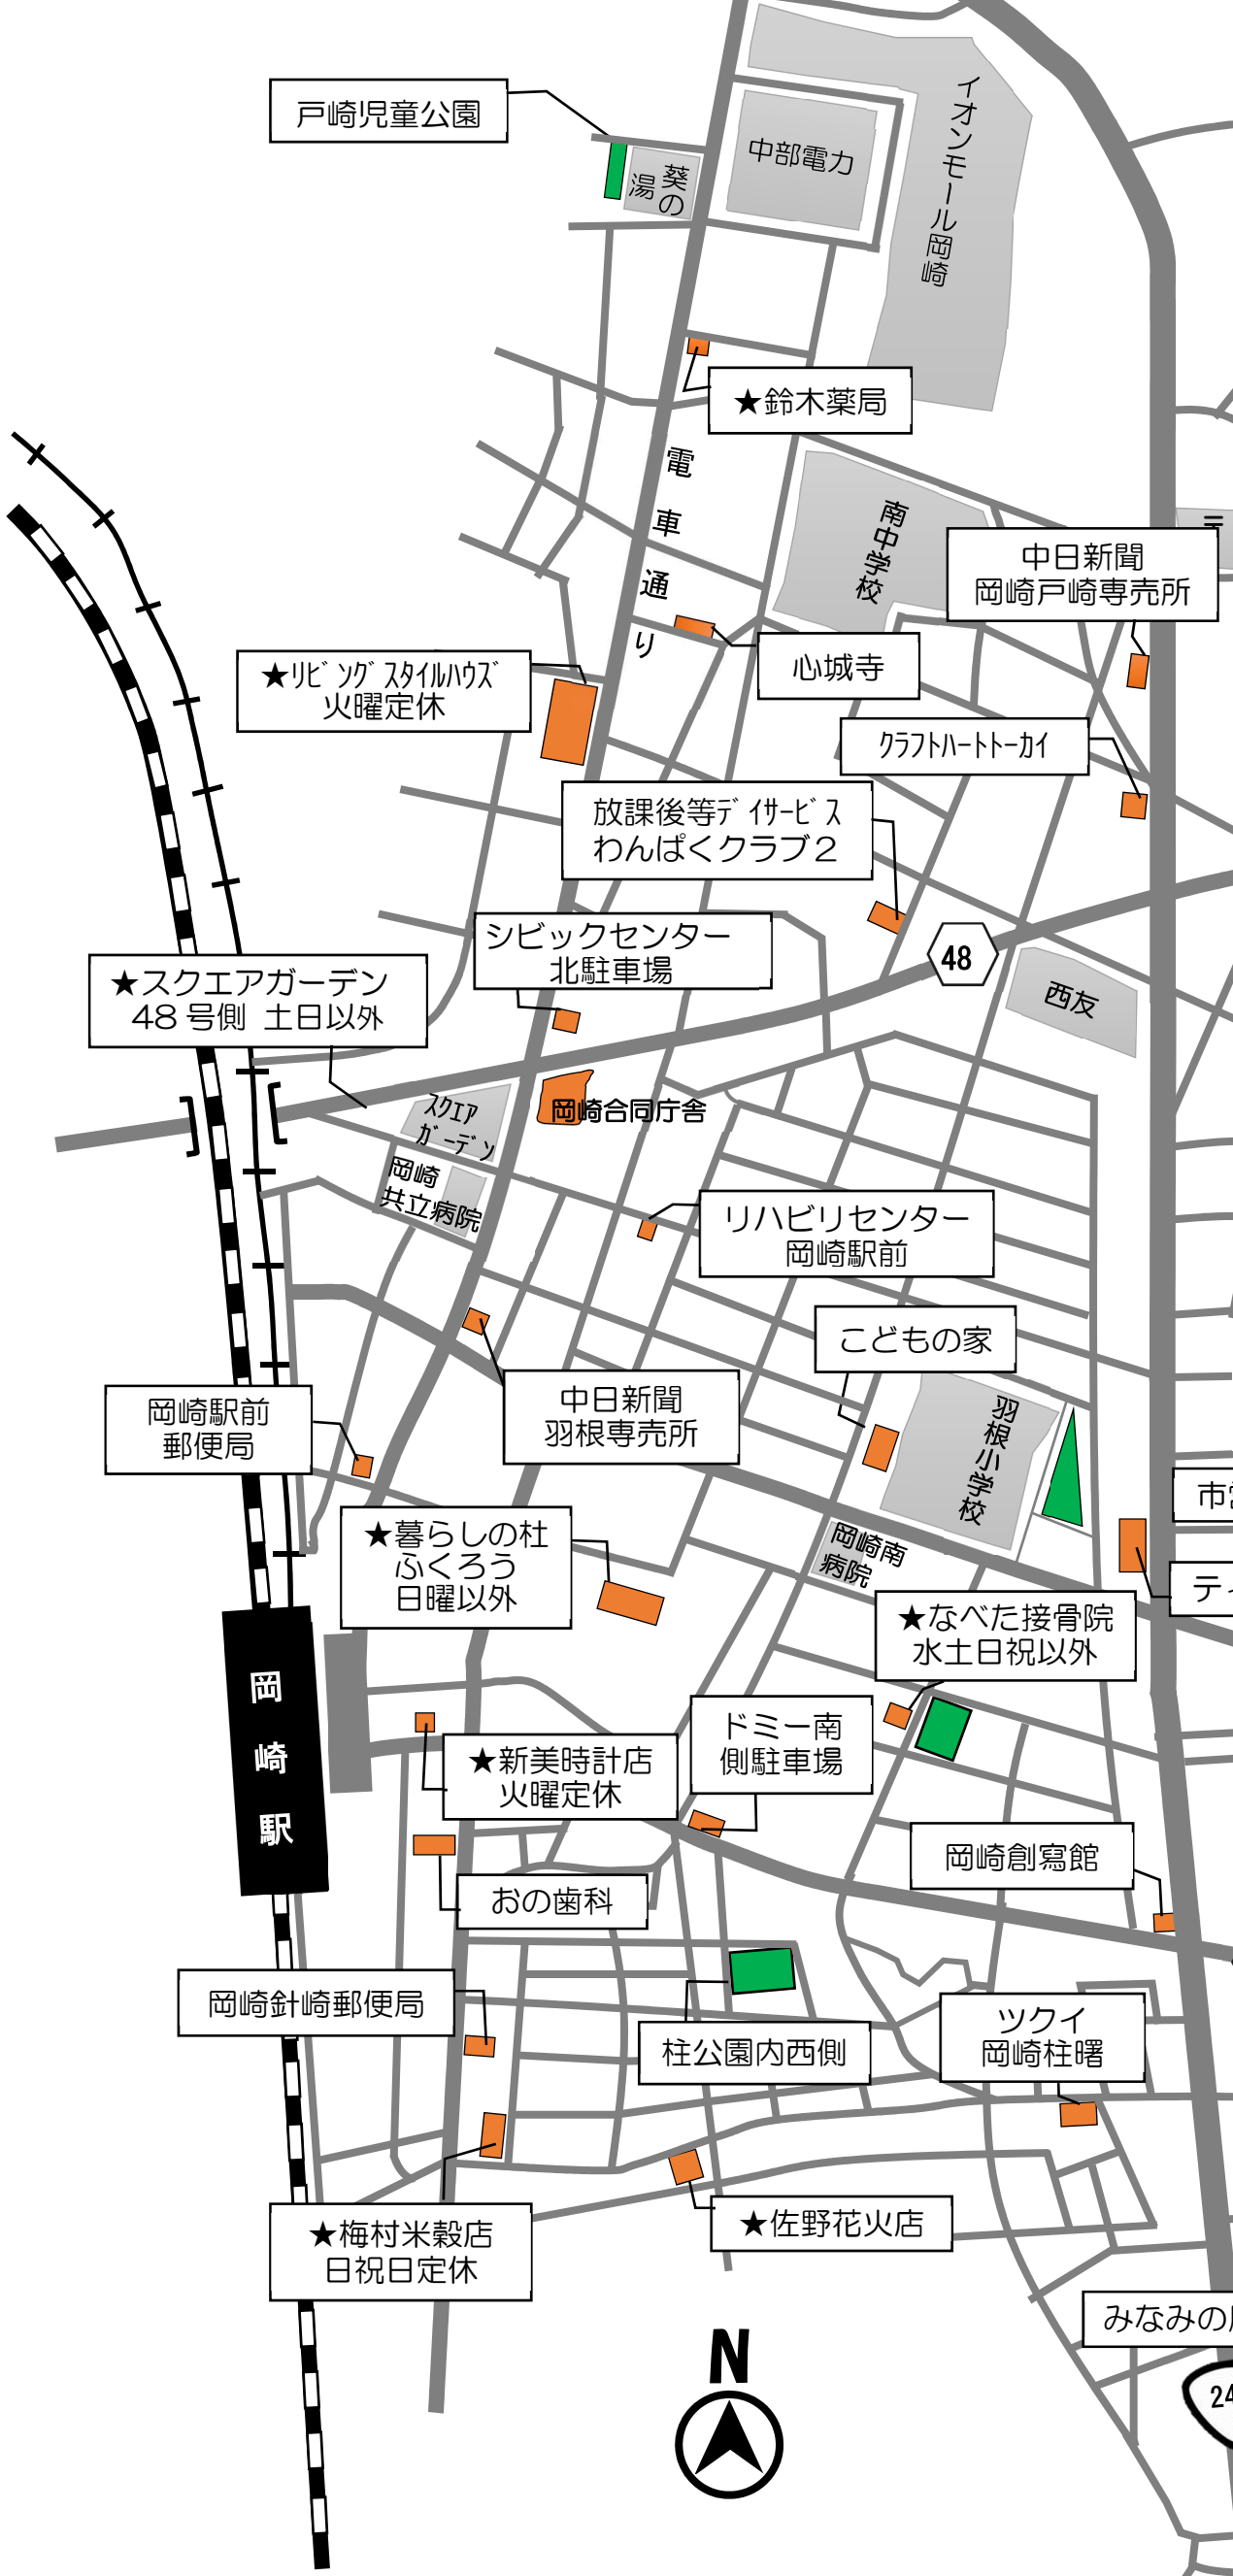 戸崎児童公園
中部電力
葵の
湯
イオンモール岡崎
★鈴木薬局
電車通り
南中学校
〒
中日新聞
岡崎戸崎専売所
心城寺
★ﾘﾋﾞﾝｸﾞｽﾀｲﾙﾊｳｽﾞ
火曜定休
ｸﾗﾌﾄﾊｰﾄﾄｰｶｲ
放課後等ﾃﾞｲｻｰﾋﾞｽ
わんぱくクラブ２
シビックセンター
北駐車場
48
西友
★スクエアガーデン
48号側 土日以外
ｽｸｴｱ
ｶﾞｰﾃﾞﾝ
岡崎合同庁舎
岡崎
共立病院
リハビリセンター
岡崎駅前
こどもの家
中日新聞
羽根専売所
羽根小学校
岡崎駅前
郵便局
市
★暮らしの杜
ふくろう
日曜以外
岡崎南
病院
★なべた接骨院
水土日祝以外
岡崎駅
ドミー南
側駐車場
★新美時計店
火曜定休
岡崎創寫館
おの歯科
岡崎針崎郵便局
柱公園内西側
ツクイ
岡崎柱曙
★佐野花火店
★梅村米穀店
日祝日定休
みなみの
N
24